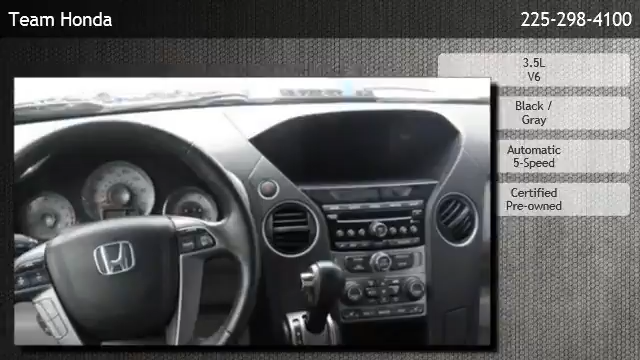 Team Honda
225-298-4100
3.5L
V6
Black /
Gray
Automatic
5-Speed
Certified
Pre-owned